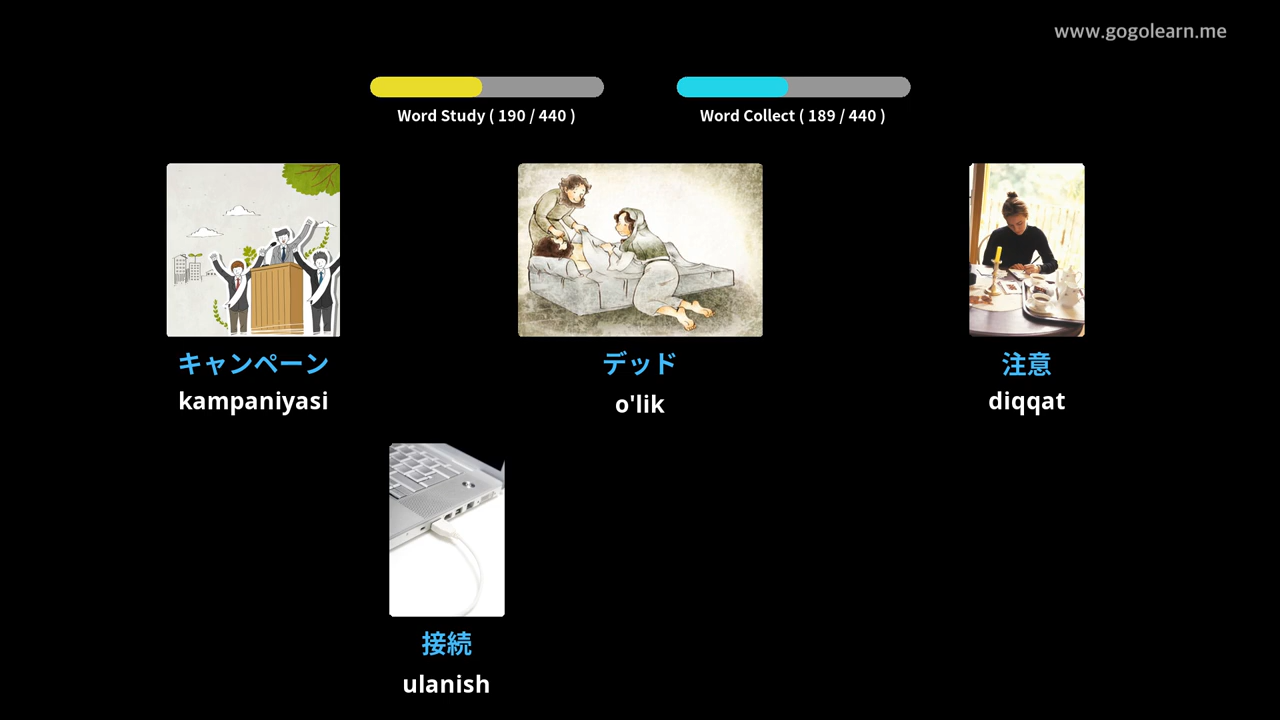 www.gogolearn.me
Word Study ( 190 / 440 )
Word Collect ( 189 / 440 )
キャンペーン
kampaniyasi
デッド
o'lik
注意
diqqat
接続
ulanish